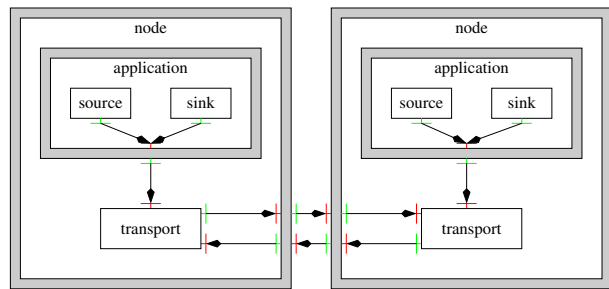 node
application
source sink
transport
node
application
source sink
transport